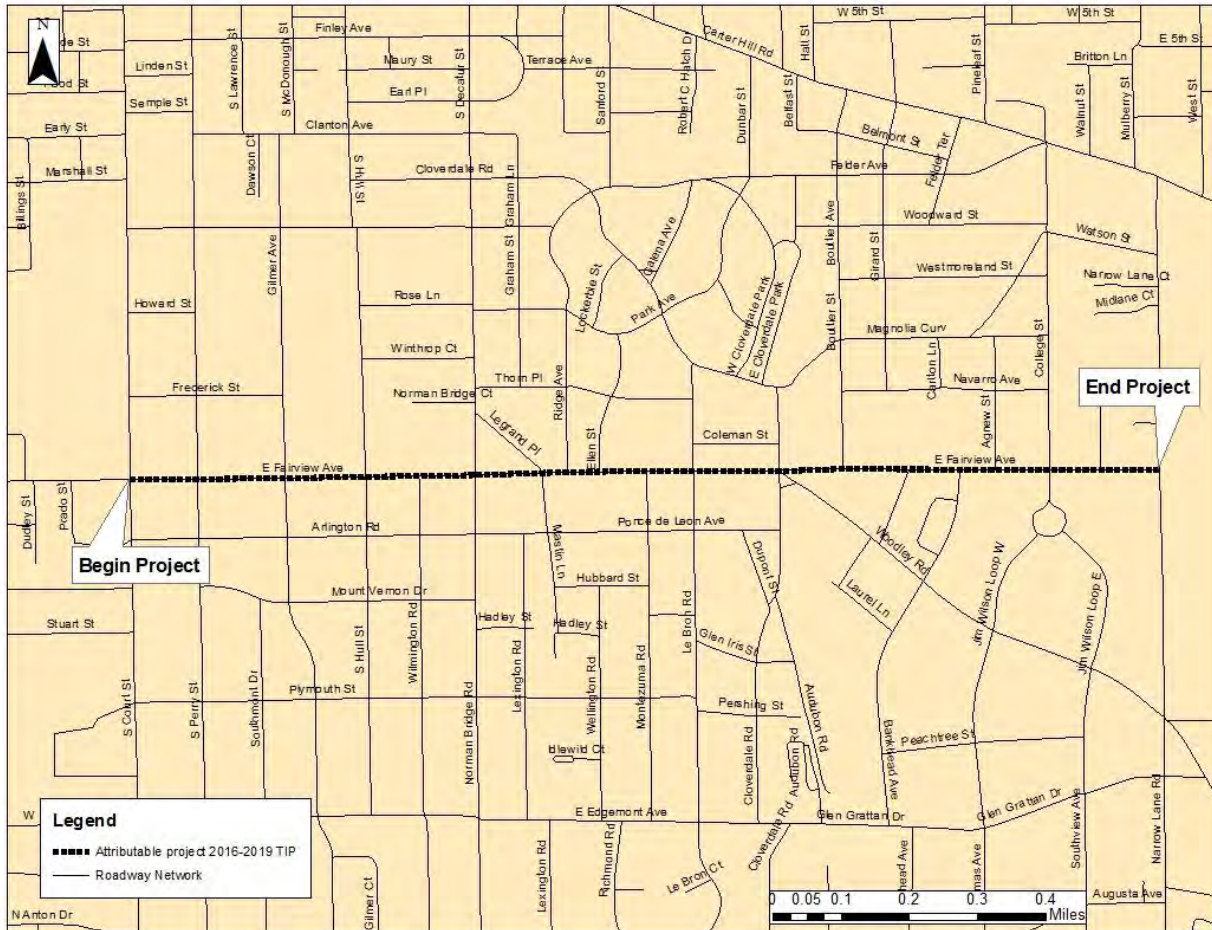 N
W 5th St
W 5th St
E 5th St
Finley Ave
Carter Hill Rd
Hall St
Britton Ln
Linden St
S Lawrence St
S McDonough St
Maury St
S Decatur St
Terrace Ave
Robert C Hatch D
Pineleaf St
Semple St
Earl Pl
Sanford St
Dunbar St
Belfast St
Walnut St
Mulberry St
West St
Early St
Clanton Ave
Belmont St
Marshall St
Dawson Ct
S Hull St
Cloverdale Rd
Graham Ln
Felder Ave
Felder Ter
Billings St
Woodward St
Gilmer Ave
Graham St
Galena Ave
Boultier Ave
Girard St
Watson St
Lockerbie St
Westmoreland St
Narrow Lane Ct
Howard St
Rose Ln
Park Ave
W Cloverdale Park
E Cloverdale Park
Boultier St
Midlane Ct
Magnolia Curv
Winthrop Ct
Carlton Ln
College St
Frederick St
Thorn Pl
Ridge Ave
Navarro Ave
End Project
Norman Bridge Ct
Legrand Pl
Ellen St
Coleman St
Agnew St
E Fairview Ave
E Fairview Ave
Dudley St
Prado St
Arlington Rd
Ponce de Leon Ave
Begin Project
Mastin Ln
Dupont St
Woodley Rd
Hubbard St
Mount Vernon Dr
Laurel Ln
Jim Wilson Loop W
Jim Wilson Loop E
Stuart St
S Hull St
Wilmington Rd
Hadley St
Hadley St
Le Bron Rd
Glen Iris St
S Court St
S Perry St
Southmont Dr
Plymouth St
Norman Bridge Rd
Lexington Rd
Wellington Rd
Montezuma Rd
Pershing St
Audubon Rd
Idlewild Ct
Cloverdale Rd
Audubon Rd
Bankhead Ave
Peachtree St
W
E Edgemont Ave
Glen Grattan Dr
Glen Grattan Dr
Southview Ave
Narrow Lane Rd
Legend
Attributable project 2016-2019 TIP
Roadway Network
Gilmer Ct
Lexington Rd
Richmond Rd
Le Bron Ct
Cloverdale Rd
head Ave
mas Ave
Augusta Ave
N Anton Dr
0 0.05 0.1 0.2 0.3 0.4
Miles